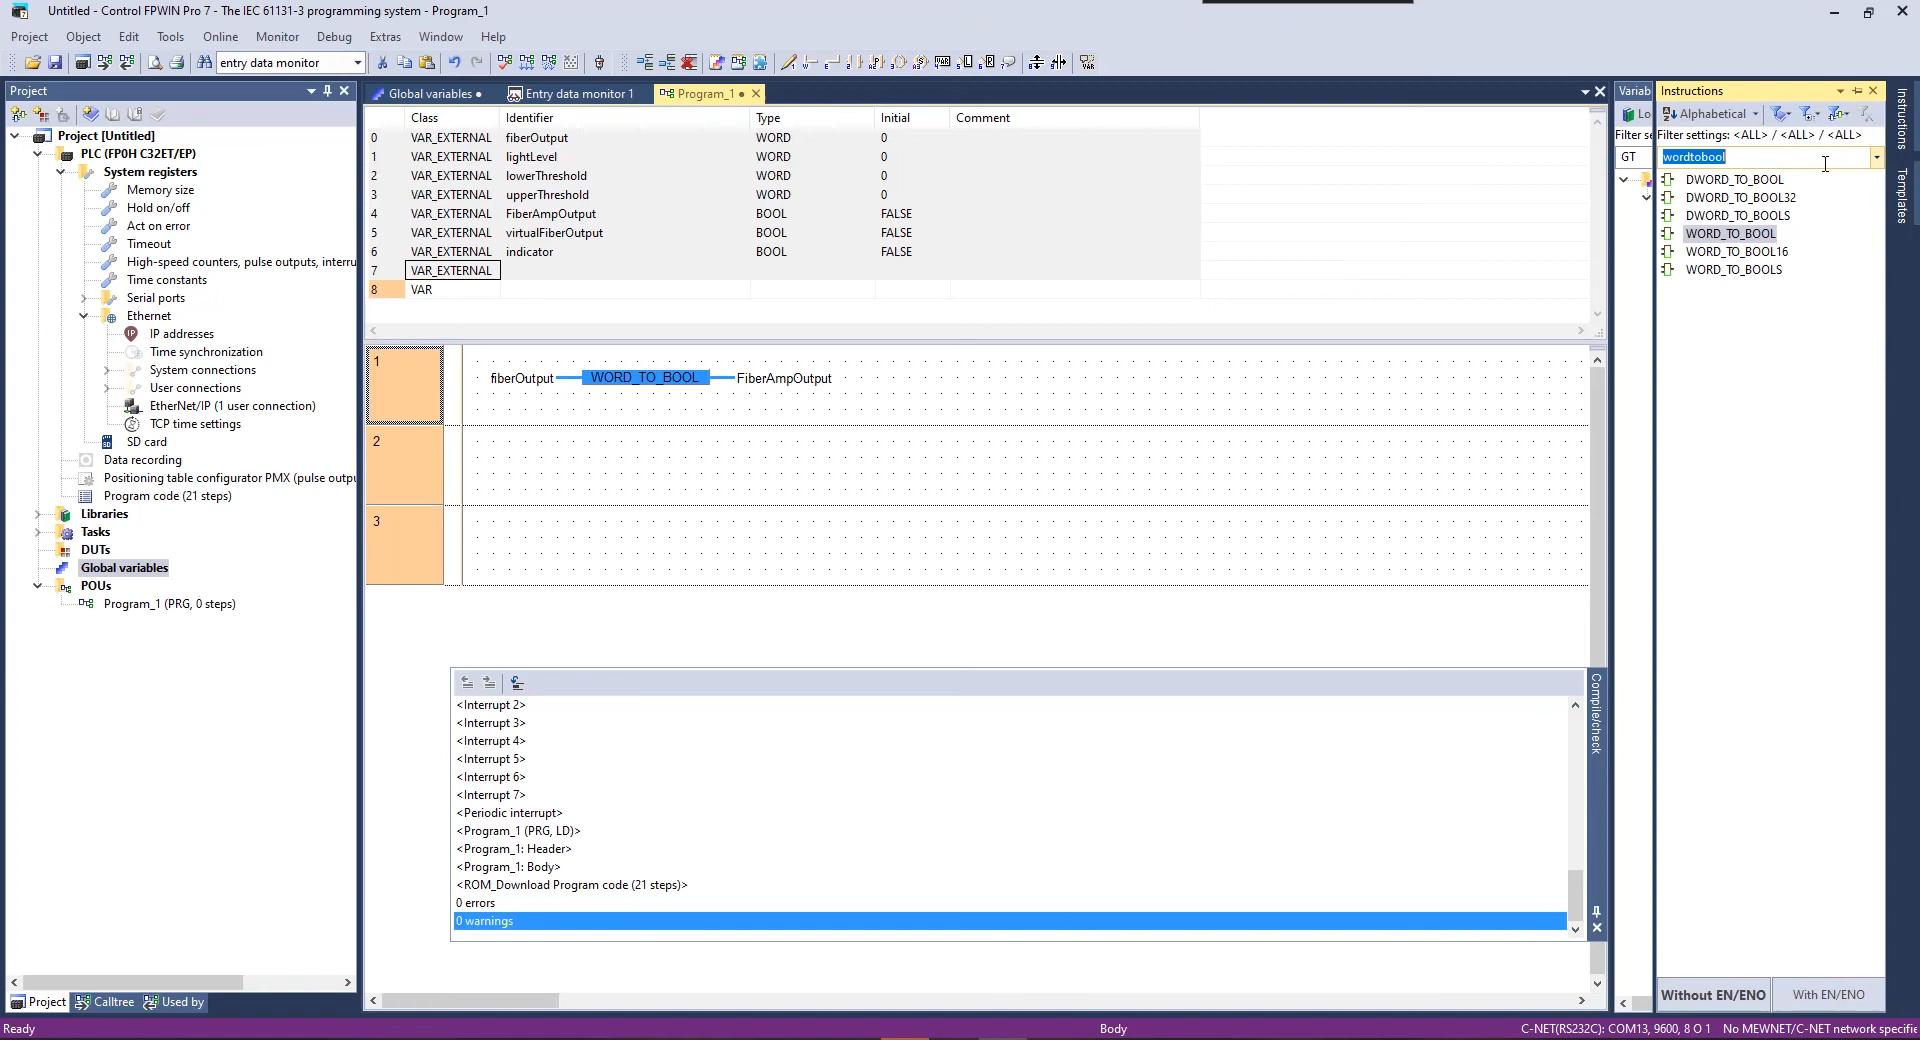 Untitled - Control FPWIN Pro 7 - The IEC 61131-3 programming system - Program_1
Project Object Edit Tools Online Monitor Debug Extras Window Help
entry data monitor
Project
Project [Untitled]
PLC (FP0H C32ET/EP)
System registers
Memory size
Hold on/off
Act on error
Timeout
High-speed counters, pulse outputs, interru
Time constants
Serial ports
Ethernet
IP addresses
Time synchronization
System connections
User connections
EtherNet/IP (1 user connection)
TCP time settings
SD card
Data recording
Positioning table configurator PMX (pulse outpu
Program code (21 steps)
Libraries
Tasks
DUTs
Global variables
POUs
Program_1 (PRG, 0 steps)
Project Calltree Used by
Global variables Entry data monitor 1 Program_1
Class Identifier Type Initial Comment
0 VAR_EXTERNAL fiberOutput WORD 0
1 VAR_EXTERNAL lightLevel WORD 0
2 VAR_EXTERNAL lowerThreshold WORD 0
3 VAR_EXTERNAL upperThreshold WORD 0
4 VAR_EXTERNAL FiberAmpOutput BOOL FALSE
5 VAR_EXTERNAL virtualFiberOutput BOOL FALSE
6 VAR_EXTERNAL indicator BOOL FALSE
7 VAR_EXTERNAL
8 VAR
1
fiberOutput WORD_TO_BOOL FiberAmpOutput
2
3
<Interrupt 2>
<Interrupt 3>
<Interrupt 4>
<Interrupt 5>
<Interrupt 6>
<Interrupt 7>
<Periodic interrupt>
<Program_1 (PRG, LD)>
<Program_1: Header>
<Program_1: Body>
<ROM_Download Program code (21 steps)>
0 errors
0 warnings
Compile/check
Variab
Lo
Filter se
GT
Instructions
Alphabetical
Filter settings: <ALL> / <ALL> / <ALL>
wordtobool
DWORD_TO_BOOL
DWORD_TO_BOOL32
DWORD_TO_BOOLS
WORD_TO_BOOL
WORD_TO_BOOL16
WORD_TO_BOOLS
Without EN/ENO With EN/ENO
Instructions
Templates
Ready Body C-NET(RS232C): COM13, 9600, 8 O 1 No MEWNET/C-NET network specifie